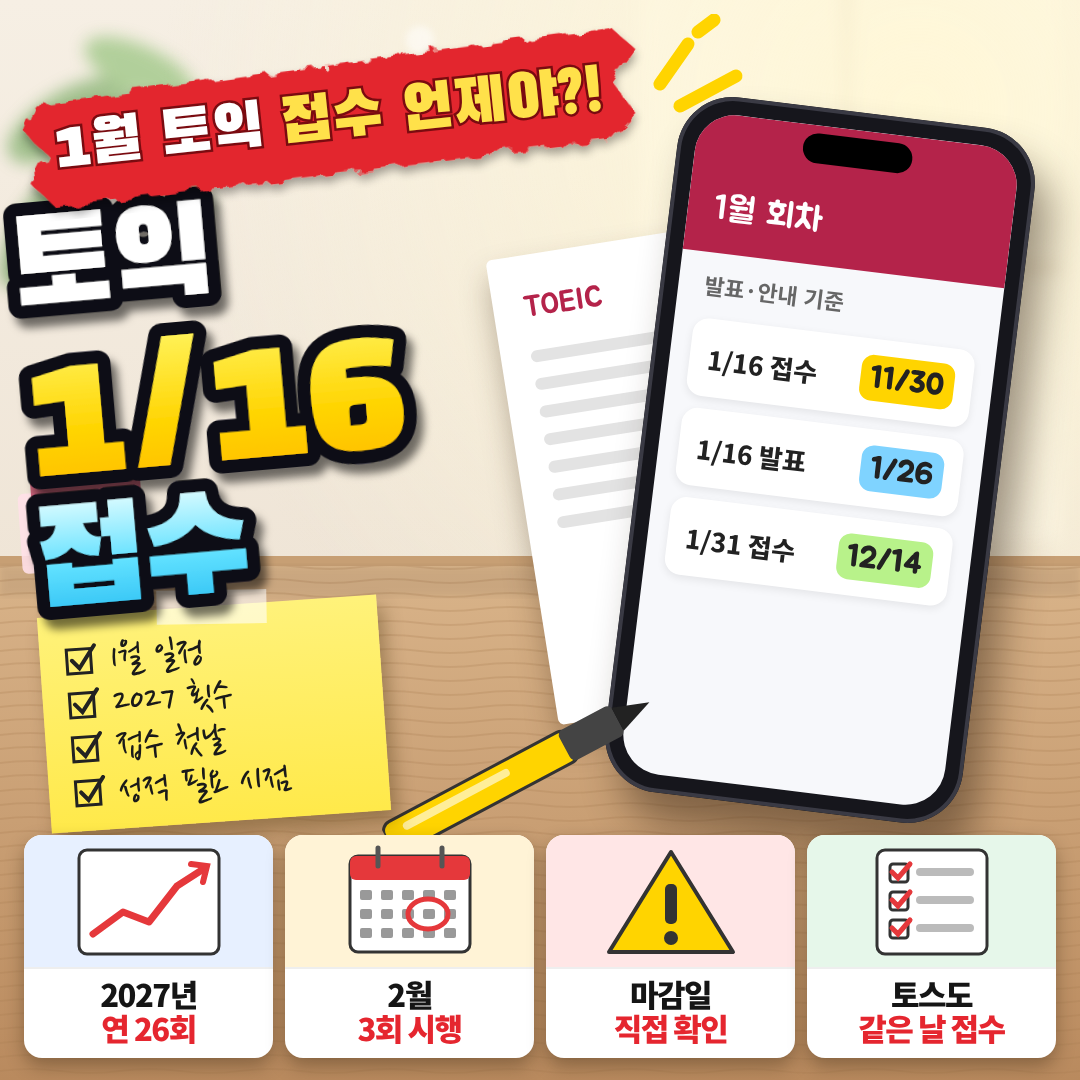 1월 토익 접수 언제야?!
토익
1/16
접수
TOEIC
1월 회차
발표·안내 기준
1/16 접수 11/30
1/16 발표 1/26
1/31 접수 12/14
1월 일정
2027 횟수
접수 첫날
성적 필요 시점
2027년
연 26회
2월
3회 시행
마감일
직접 확인
토스도
같은 날 접수